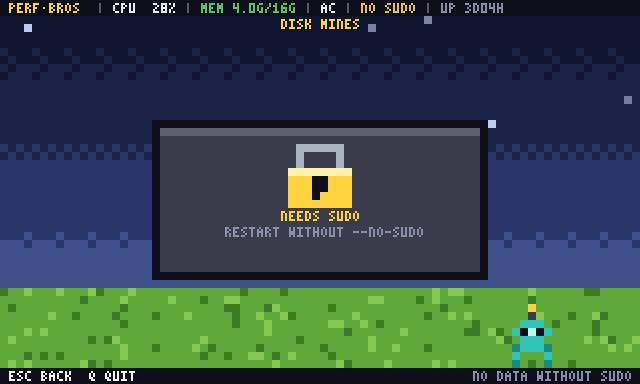 PERF·BROS | CPU 28% | MEM 4.0G/16G | AC | NO SUDO | UP 3D04H
DISK MINES
NEEDS SUDO
RESTART WITHOUT --NO-SUDO
ESC BACK Q QUIT NO DATA WITHOUT SUDO